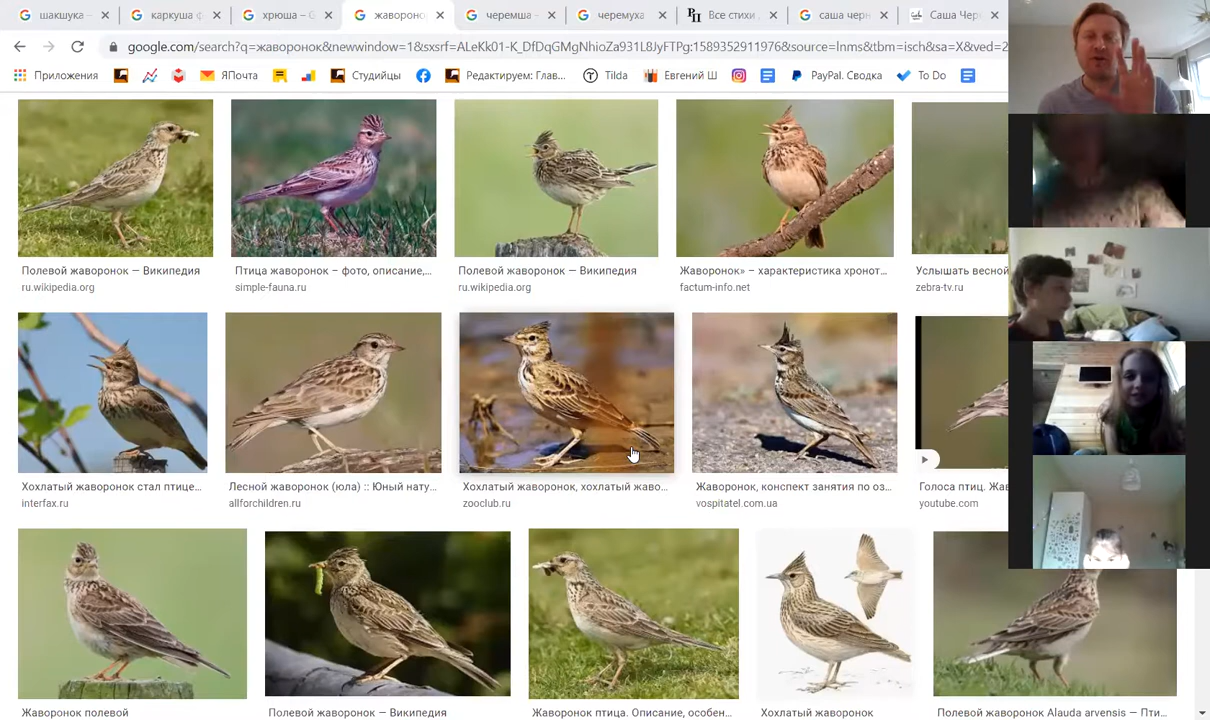 шакшука
каркуша ф
хрюша – G
жавороно
черемша –
черемуха
Все стихи
саша черн
Саша Чер
google.com/search?q=жаворонок&newwindow=1&sxsrf=ALeKk01-K_DfDqGMgNhioZa931L8JyFTPg:1589352911976&source=lnms&tbm=isch&sa=X&ved=2
Приложения
ЯПочта
Студийцы
Редактируем: Глав...
Tilda
Евгений Ш
PayPal. Сводка
To Do
Полевой жаворонок — Википедия
ru.wikipedia.org
Птица жаворонок – фото, описание,...
simple-fauna.ru
Полевой жаворонок — Википедия
ru.wikipedia.org
Жаворонок» – характеристика хронот...
factum-info.net
Услышать весной
zebra-tv.ru
Хохлатый жаворонок стал птице...
interfax.ru
Лесной жаворонок (юла) :: Юный нату...
allforchildren.ru
Хохлатый жаворонок, хохлатый жаво...
zooclub.ru
Жаворонок, конспект занятия по оз...
vospitatel.com.ua
Голоса птиц. Жав
youtube.com
Жаворонок полевой
Полевой жаворонок — Википедия
Жаворонок птица. Описание, особен...
Хохлатый жаворонок
Полевой жаворонок Alauda arvensis — Пти...